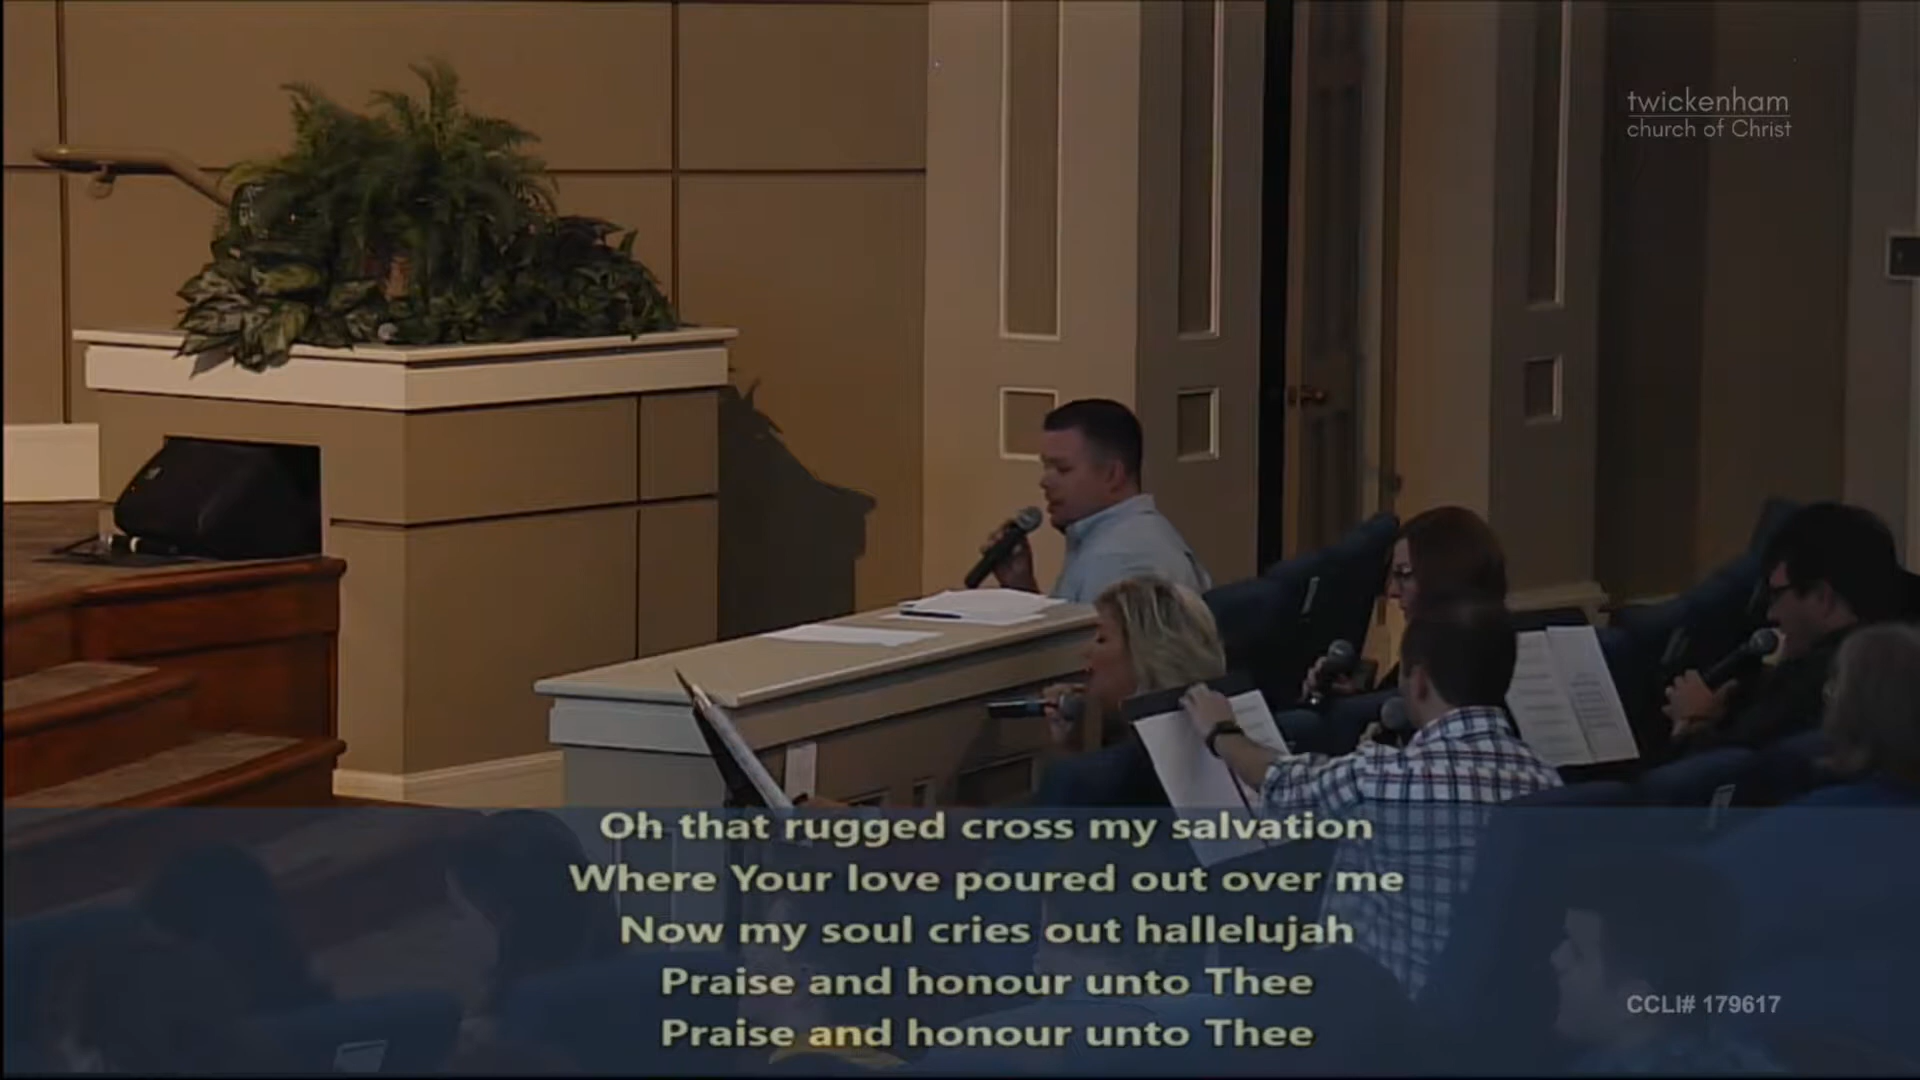 twickenham
church of Christ
Oh that rugged cross my salvation
Where Your love poured out over me
Now my soul cries out hallelujah
Praise and honour unto Thee
Praise and honour unto Thee
CCLI# 179617